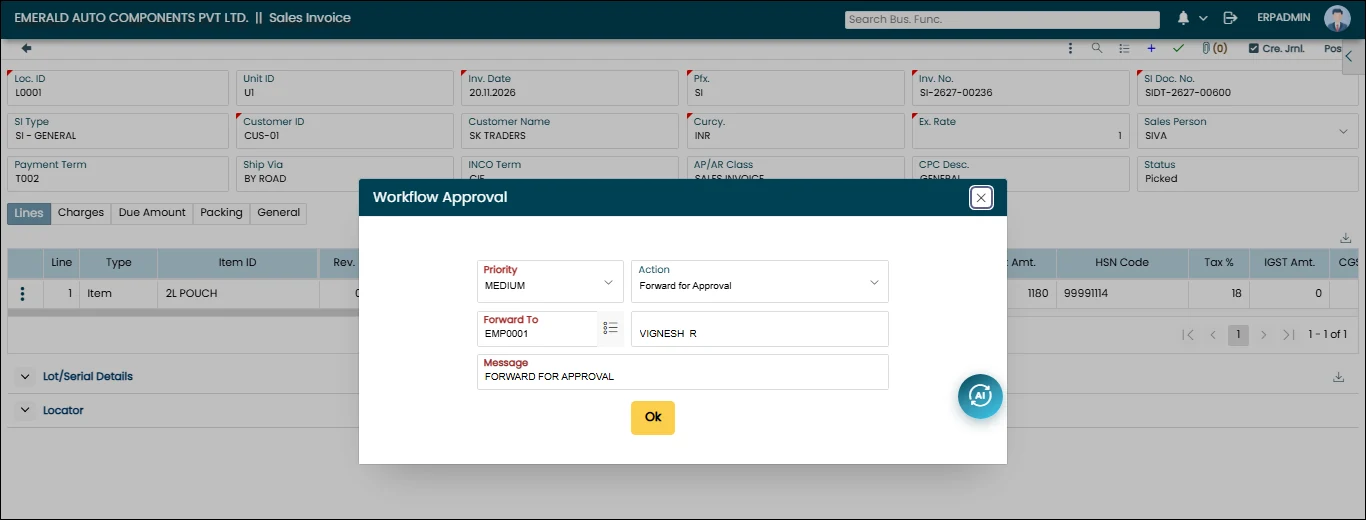 EMERALD AUTO COMPONENTS PVT LTD. || Sales Invoice
Search Bus. Func.
ERPADMIN
(0)
Cre. Jrnl.
Pos
Loc. ID
L0001
Unit ID
U1
Inv. Date
20.11.2026
Pfx.
SI
Inv. No.
SI-2627-00236
SI Doc. No.
SIDT-2627-00600
SI Type
SI - GENERAL
Customer ID
CUS-01
Customer Name
SK TRADERS
Curcy.
INR
Ex. Rate
1
Sales Person
SIVA
Payment Term
T002
Ship Via
BY ROAD
INCO Term
CIF
AP/AR Class
SALES INVOICE
CPC Desc.
GENERAL
Status
Picked
Workflow Approval
Lines Charges Due Amount Packing General
Line Type Item ID Rev. Amt. HSN Code Tax % IGST Amt. CGS
1 Item 2L POUCH 0 1180 99991114 18 0
1 1 - 1 of 1
Priority
MEDIUM
Action
Forward for Approval
Forward To
EMP0001
VIGNESH R
Message
FORWARD FOR APPROVAL
Ok
AI
Lot/Serial Details
Locator